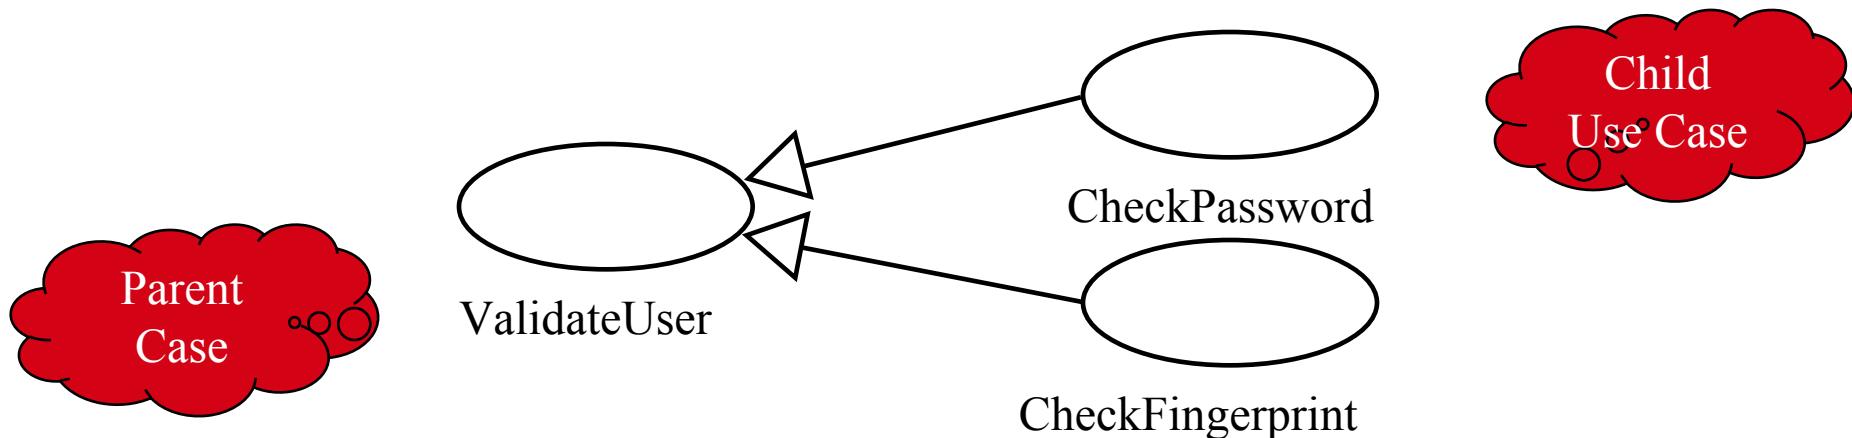 Child
Use Case
CheckPassword
Parent
Case
ValidateUser
CheckFingerprint